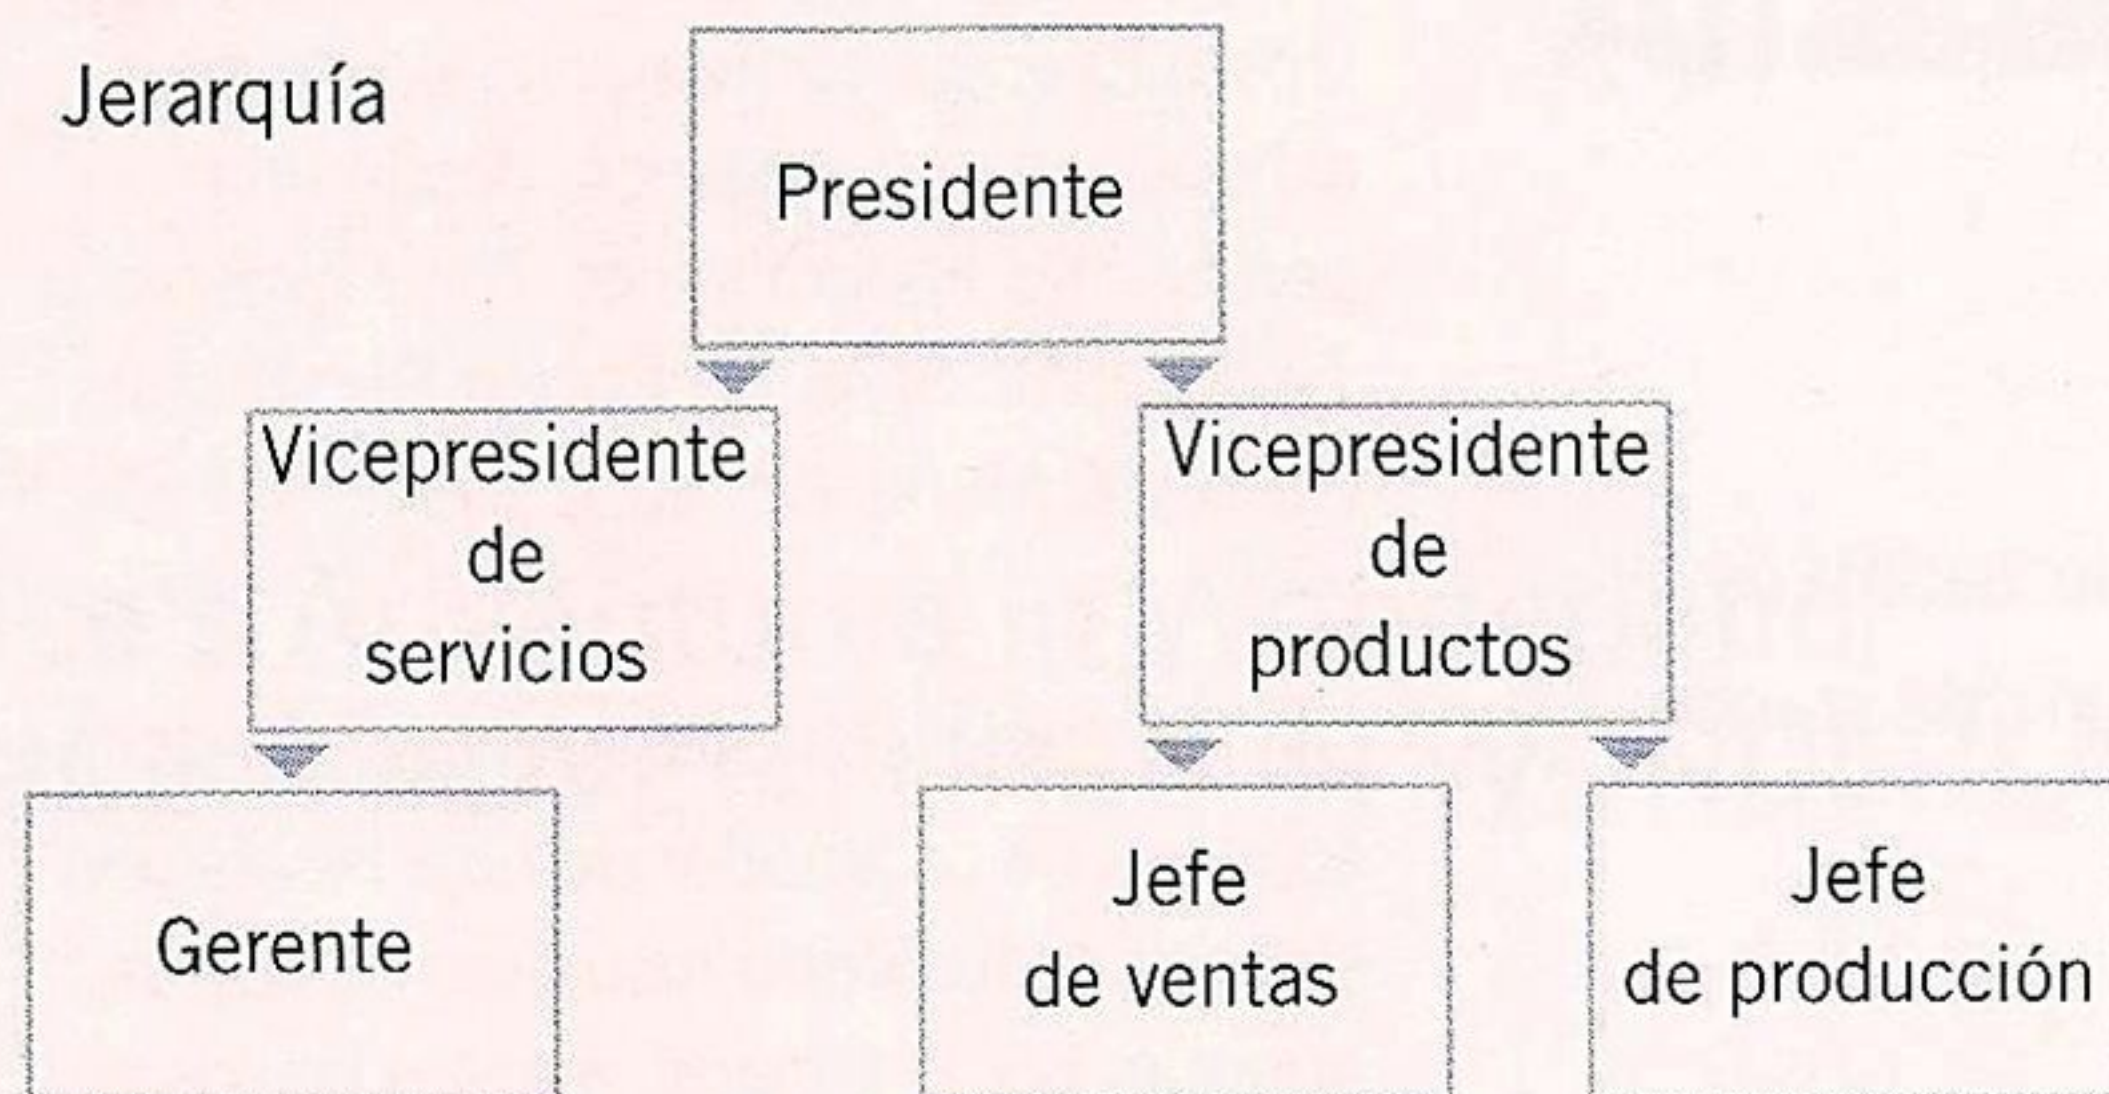 Jerarquía
Presidente
Vicepresidente
de
servicios
Vicepresidente
de
productos
Gerente
Jefe
de ventas
Jefe
de producción